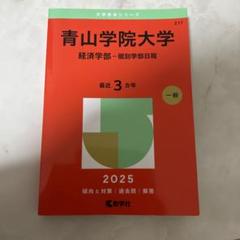 大学赤本シリーズ
217
青山学院大学
経済学部－個別学部日程
最近3カ年
一般
2025
傾向と対策｜過去問｜解答
教学社